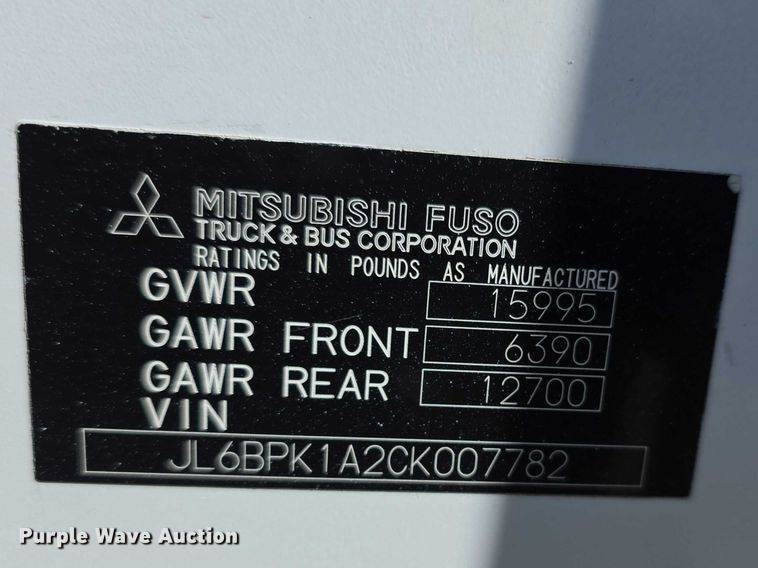 MITSUBISHI FUSO
TRUCK & BUS CORPORATION
RATINGS IN POUNDS AS MANUFACTURED
GVWR 15995
GAWR FRONT 6390
GAWR REAR 12700
VIN
JL6BPK1A2CK007782
Purple Wave Auction